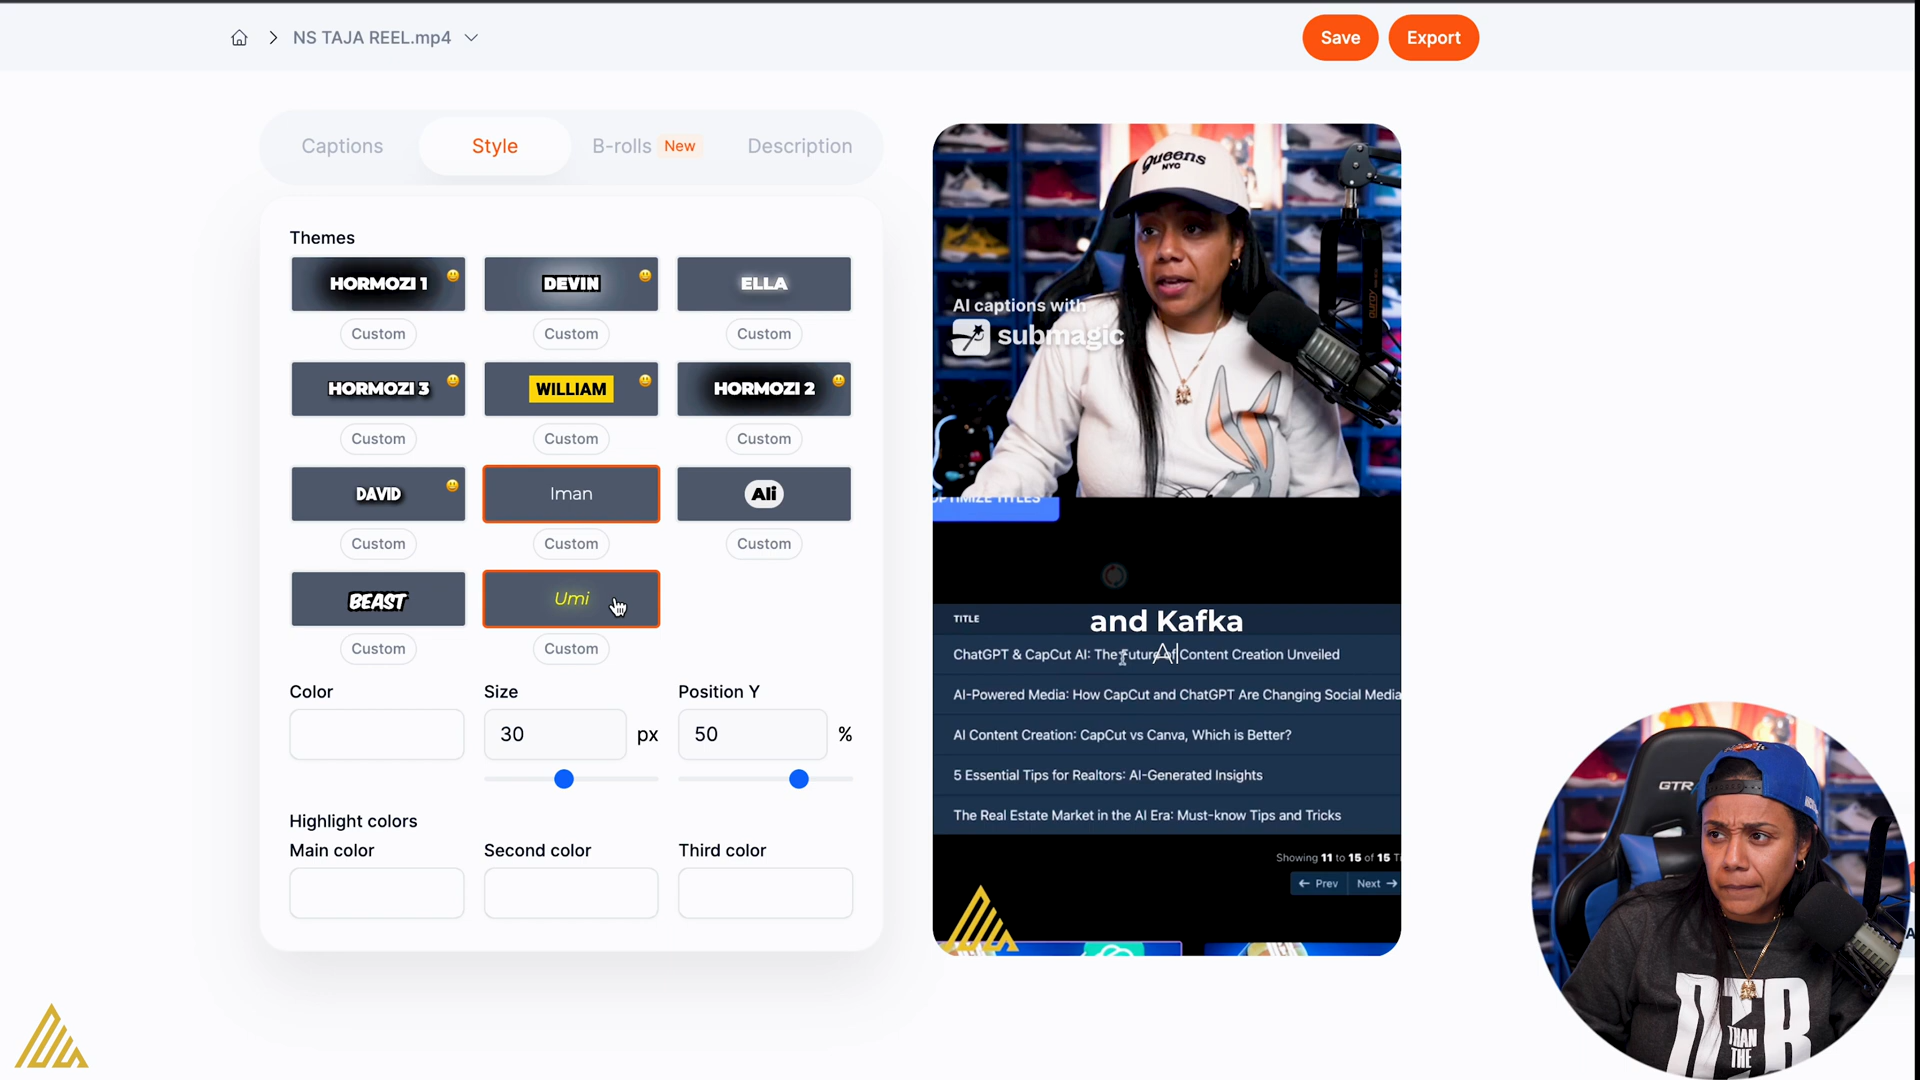 NS TAJA REEL.mp4
Save
Export
Captions
Style
B-rolls New
Description
Themes
HORMOZI 1
DEVIN
ELLA
Custom
Custom
Custom
HORMOZI 3
WILLIAM
HORMOZI 2
Custom
Custom
Custom
DAVID
Iman
Ali
Custom
Custom
Custom
BEAST
Umi
Custom
Custom
Color
Size
Position Y
30 px
50 %
Highlight colors
Main color
Second color
Third color
queens
NYC
AI captions with
submagic
OPTIMIZE TITLES
TITLE
and Kafka
AI
ChatGPT & CapCut AI: The Future of Content Creation Unveiled
AI-Powered Media: How CapCut and ChatGPT Are Changing Social Media
AI Content Creation: CapCut vs Canva, Which is Better?
5 Essential Tips for Realtors: AI-Generated Insights
The Real Estate Market in the AI Era: Must-know Tips and Tricks
Showing 11 to 15 of 15
← Prev
Next →
GTR
THAN
THE